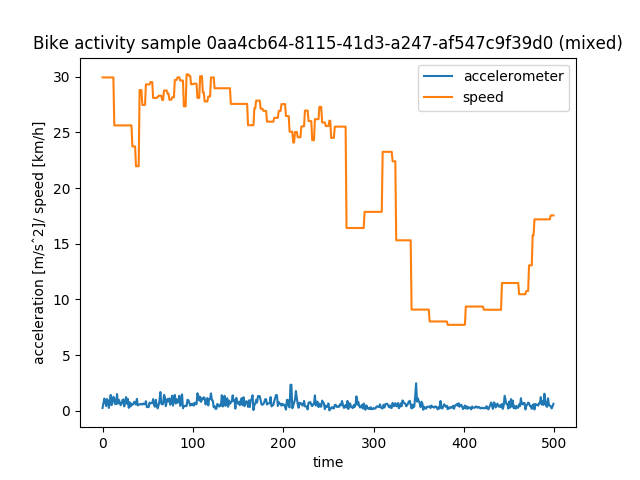 Bike activity sample 0aa4cb64-8115-41d3-a247-af547c9f39d0 (mixed)
accelerometer
speed
acceleration [m/s^2]/ speed [km/h]
30
25
20
15
10
5
0
0 100 200 300 400 500
time